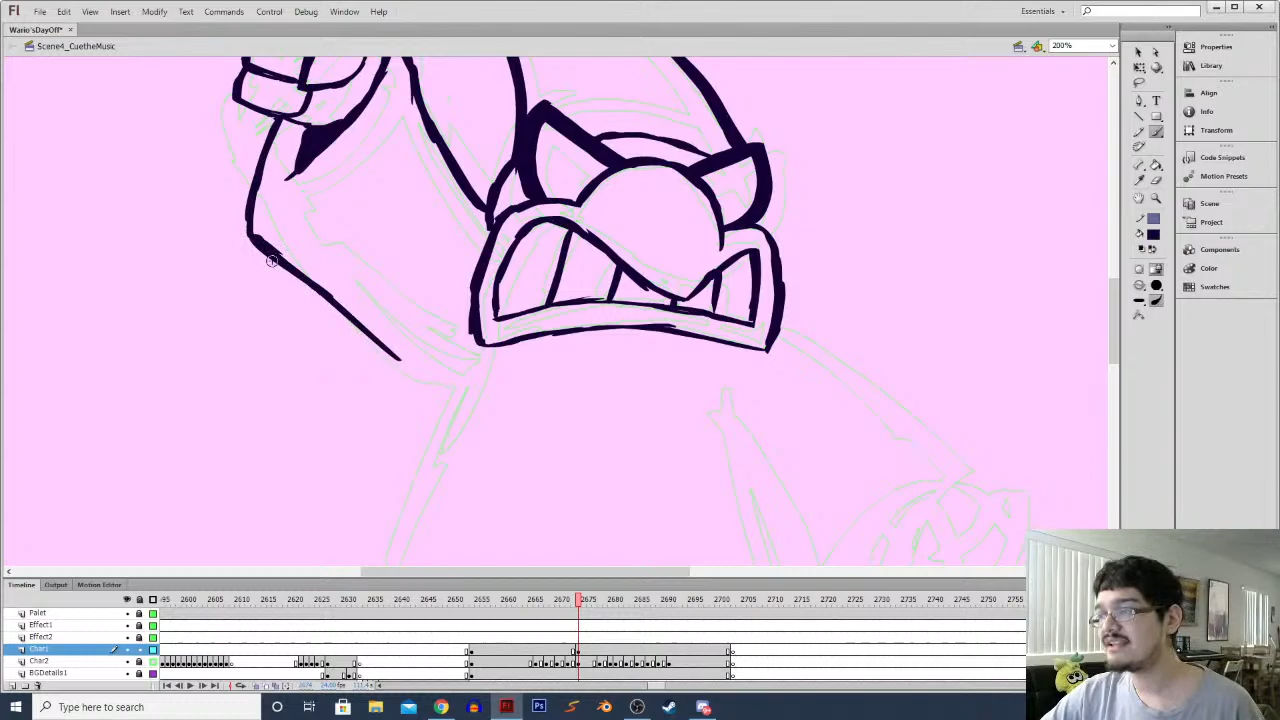 Fl File Edit View Insert Modify Text Commands Control Debug Window Help Essentials
Wario'sDayOff* ×
Scene4_CuetheMusic 200%
Properties
Library
Align
Info
Transform
Code Snippets
Motion Presets
Scene
Project
Components
Color
Swatches
Timeline Output Motion Editor
95 2600 2605 2610 2615 2620 2625 2630 2635 2640 2645 2650 2655 2660 2665 2670 2675 2680 2685 2690 2695 2700 2705 2710 2715 2720 2725 2730 2735 2740 2745 2750 2755
Palet
Effect1
Effect2
Char1
Char2
BGDetails1
Type here to search